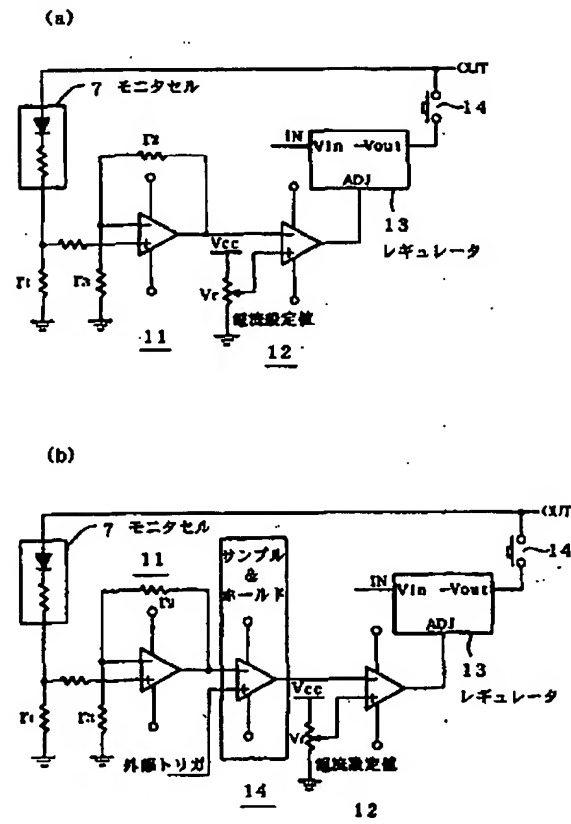 (a)
OUT
7 モニタセル
14
r2
IN
Vin
Vout
ADJ
13
レギュレータ
Vcc
r1
r3
Vr
電流設定値
11
12
(b)
OUT
7 モニタセル
14
11
サンプル
&
ホールド
IN
Vin
Vout
ADJ
13
レギュレータ
Vcc
r1
外部トリガ
電流設定値
14
12